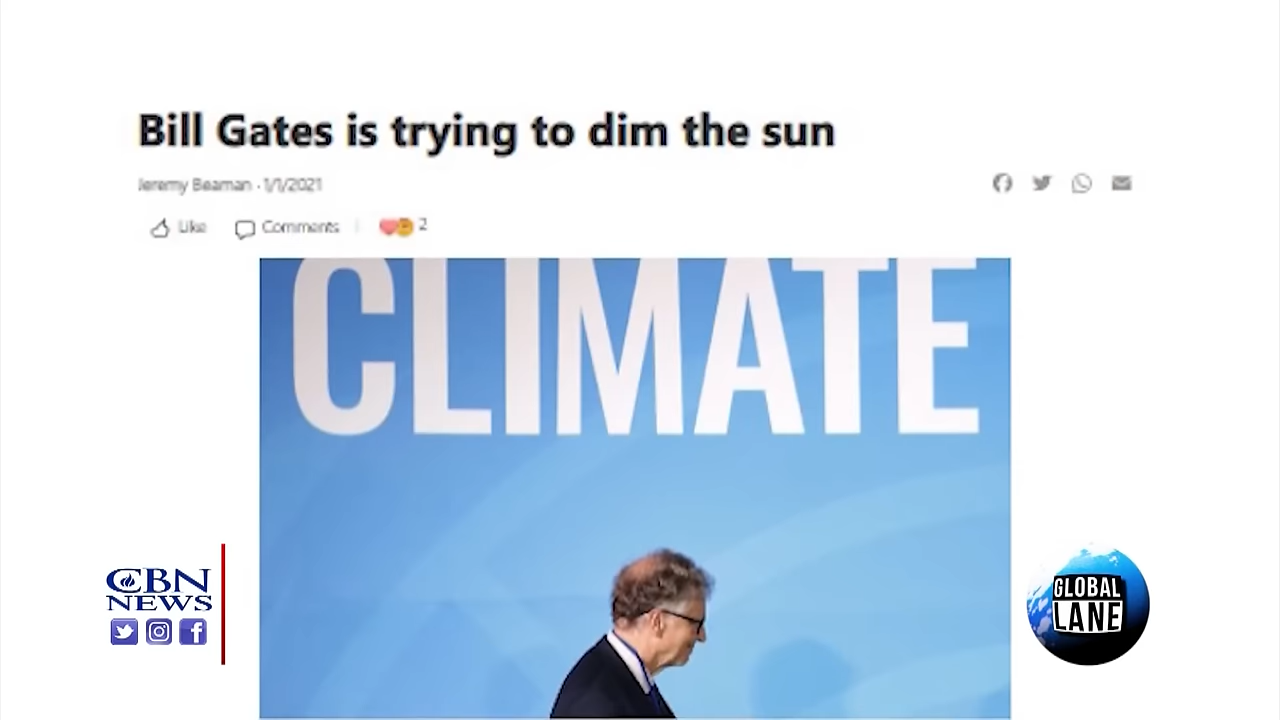 Bill Gates is trying to dim the sun
Jeremy Beaman · 1/1/2021
Like
Comments
2
CLIMATE
CBN
NEWS
GLOBAL
LANE